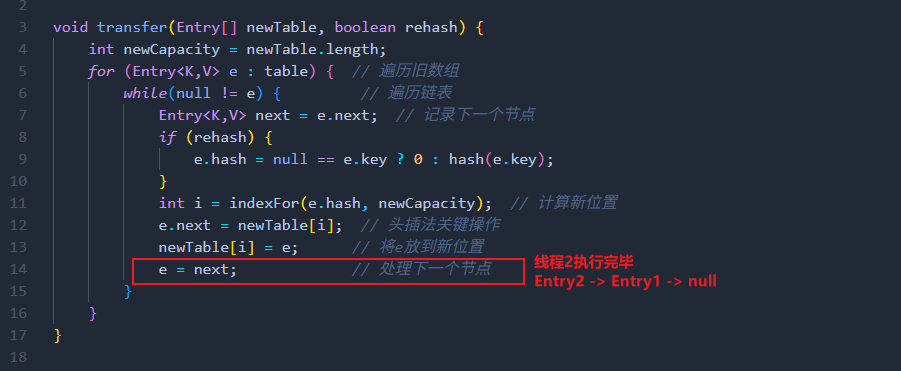 2
3 void transfer(Entry[] newTable, boolean rehash) {
4 int newCapacity = newTable.length;
5 for (Entry<K,V> e : table) { // 遍历旧数组
6 while(null != e) { // 遍历链表
7 Entry<K,V> next = e.next; // 记录下一个节点
8 if (rehash) {
9 e.hash = null == e.key ? 0 : hash(e.key);
10 }
11 int i = indexFor(e.hash, newCapacity); // 计算新位置
12 e.next = newTable[i]; // 头插法关键操作
13 newTable[i] = e; // 将e放到新位置
14 e = next; // 处理下一个节点
线程2执行完毕
Entry2 -> Entry1 -> null
15 }
16 }
17 }
18